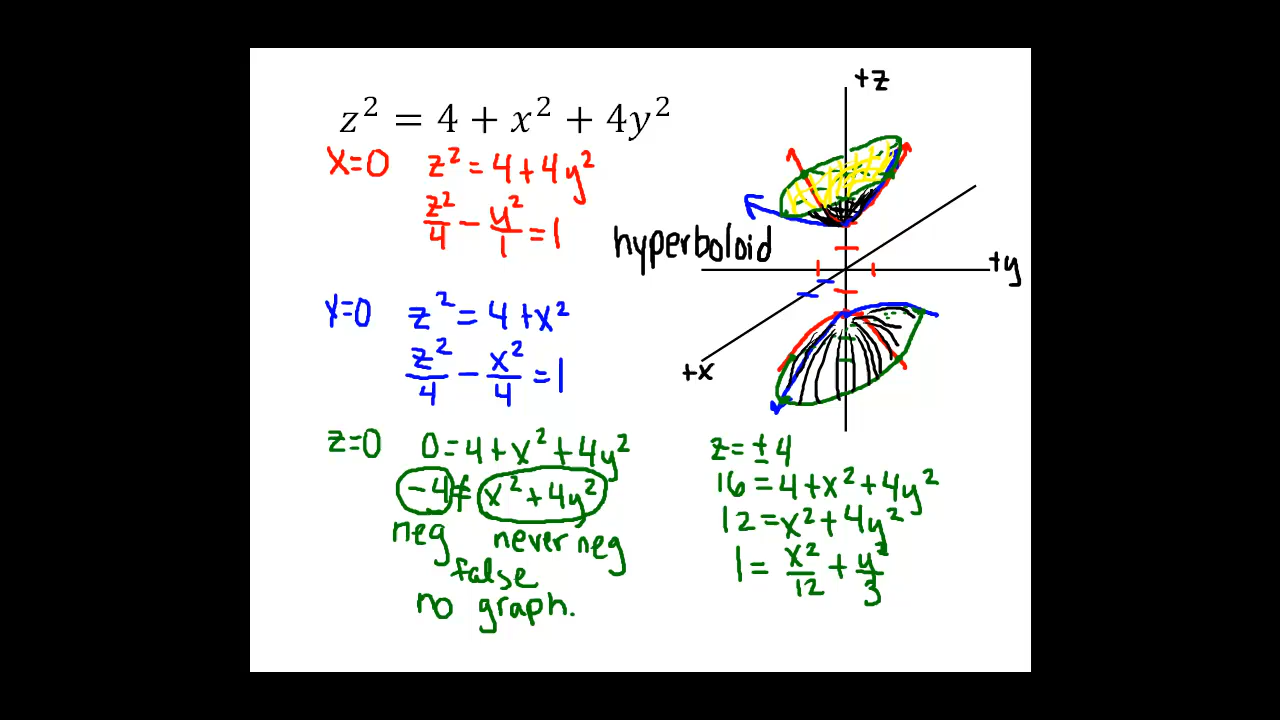 z² = 4 + x² + 4y²
x=0 z² = 4+4y²
z²/4 − y²/1 = 1
y=0 z² = 4+x²
z²/4 − x²/4 = 1
z=0 0=4+x²+4y²
−4 ≠ x²+4y²
neg never neg
false
no graph.
+z
hyperboloid
+y
+x
z=±4
16=4+x²+4y²
12=x²+4y²
1= x²/12 + y²/3